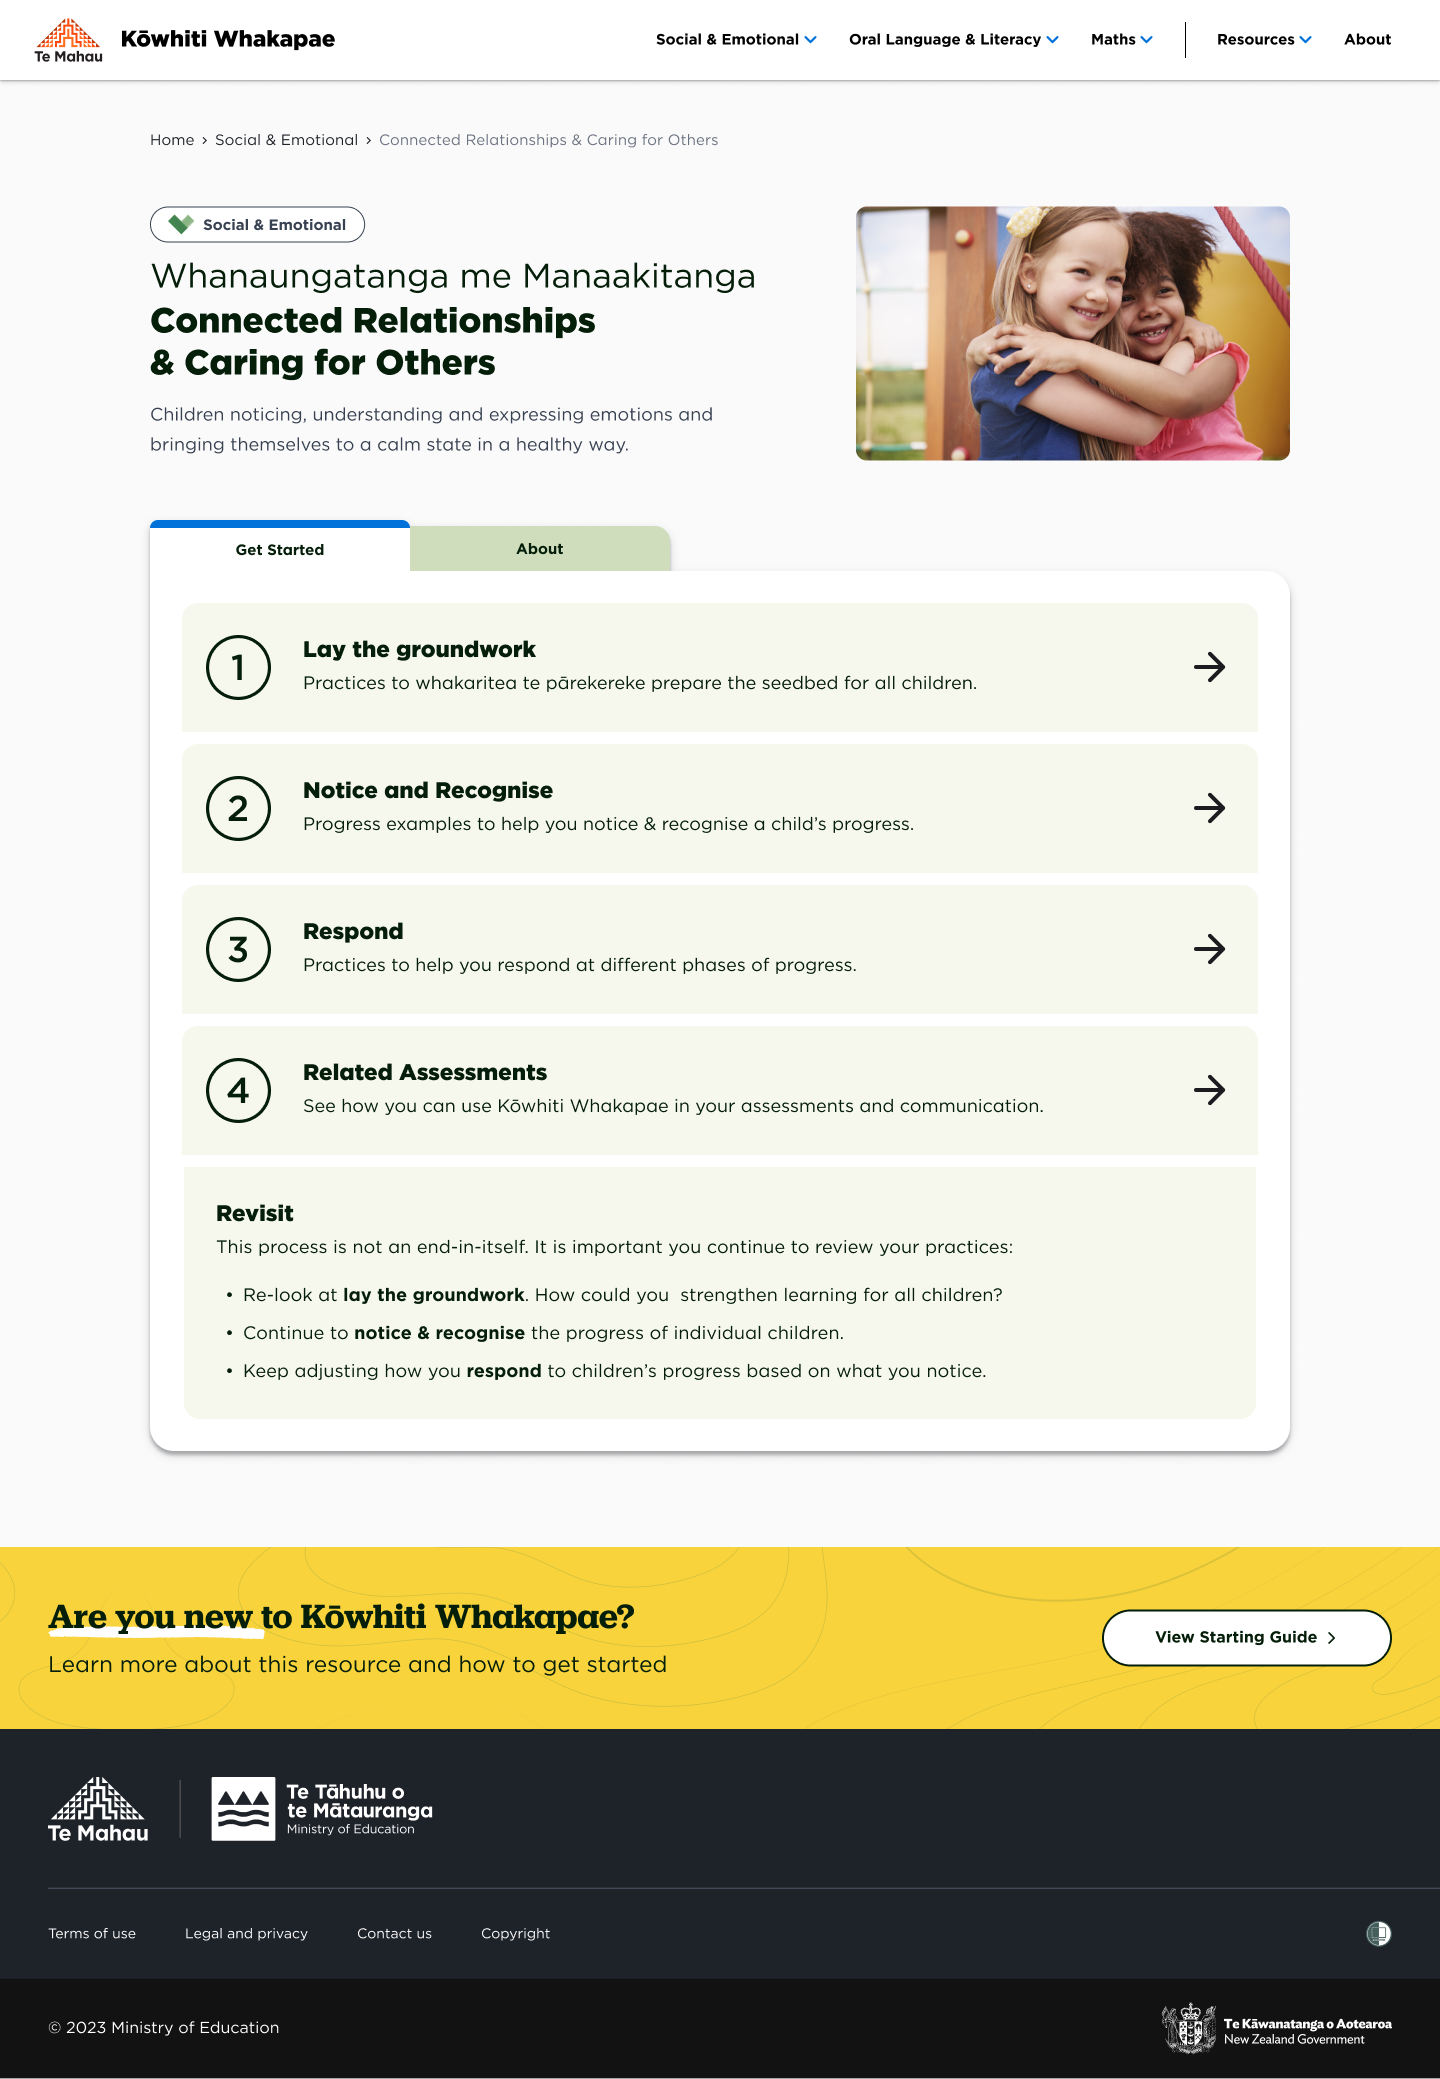 Te Mahau
Kōwhiti Whakapae
Social & Emotional
Oral Language & Literacy
Maths
Resources
About
Home › Social & Emotional › Connected Relationships & Caring for Others
Social & Emotional
Whanaungatanga me Manaakitanga
Connected Relationships
& Caring for Others
Children noticing, understanding and expressing emotions and
bringing themselves to a calm state in a healthy way.
Get Started
About
1
Lay the groundwork
Practices to whakaritea te pārekereke prepare the seedbed for all children.
2
Notice and Recognise
Progress examples to help you notice & recognise a child’s progress.
3
Respond
Practices to help you respond at different phases of progress.
4
Related Assessments
See how you can use Kōwhiti Whakapae in your assessments and communication.
Revisit
This process is not an end-in-itself. It is important you continue to review your practices:
• Re-look at lay the groundwork. How could you  strengthen learning for all children?
• Continue to notice & recognise the progress of individual children.
• Keep adjusting how you respond to children’s progress based on what you notice.
Are you new to Kōwhiti Whakapae?
Learn more about this resource and how to get started
View Starting Guide
Te Mahau
Te Tāhuhu o
te Mātauranga
Ministry of Education
Terms of use
Legal and privacy
Contact us
Copyright
© 2023 Ministry of Education
Te Kāwanatanga o Aotearoa
New Zealand Government